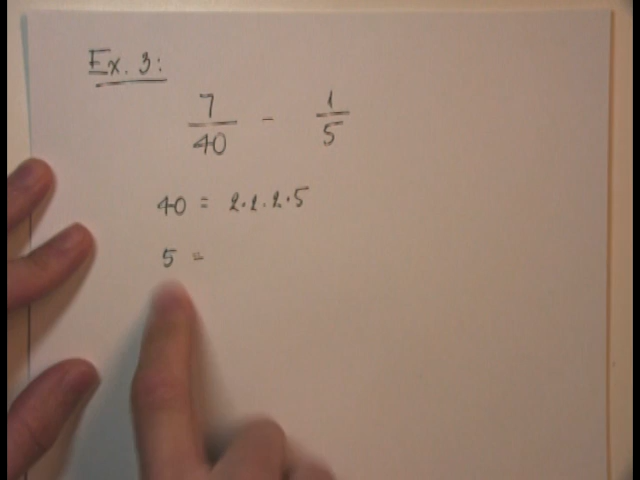 Ex. 3:
7/40 - 1/5
40 = 2·2·2·5
5 =